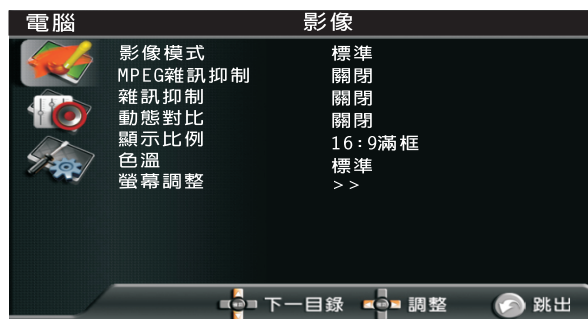 電腦 影像
影像模式 標準
MPEG雜訊抑制 關閉
雜訊抑制 關閉
動態對比 關閉
顯示比例 16:9滿框
色溫 標準
螢幕調整 >>
下一目錄 調整 跳出